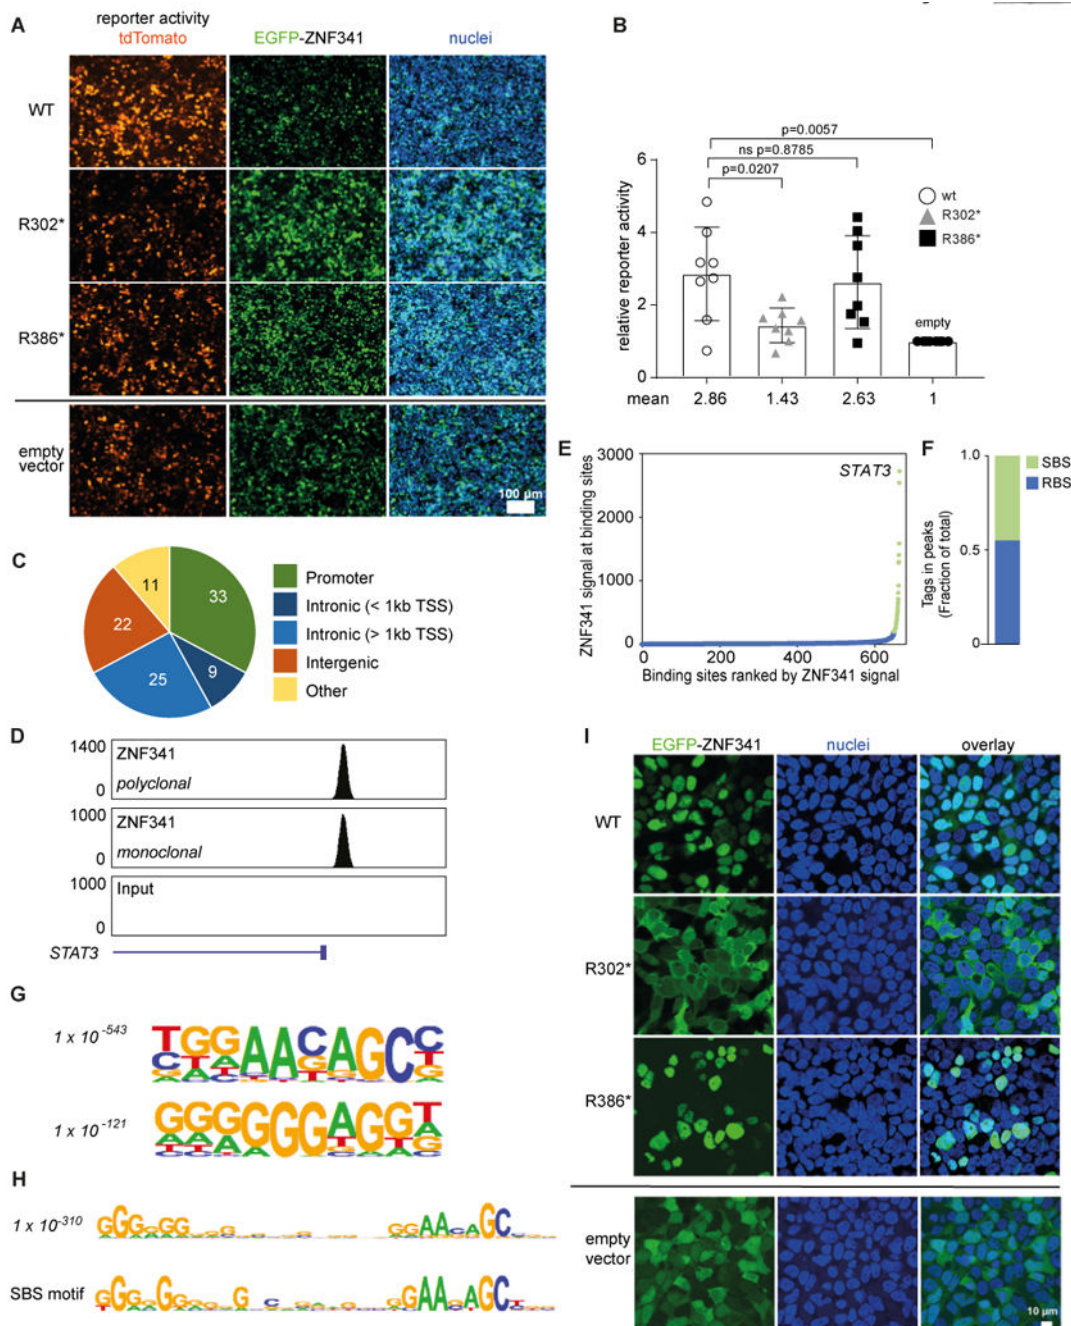 A
reporter activity
tdTomato
EGFP-ZNF341
nuclei
WT
R302*
R386*
empty
vector
100 µm
B
p=0.0057
ns p=0.8785
p=0.0207
relative reporter activity
6
4
2
0
wt
R302*
R386*
empty
mean
2.86
1.43
2.63
1
C
33
9
25
22
11
Promoter
Intronic (< 1kb TSS)
Intronic (> 1kb TSS)
Intergenic
Other
D
1400
0
ZNF341
polyclonal
1000
0
ZNF341
monoclonal
1000
0
Input
STAT3
E
ZNF341 signal at binding sites
3000
2000
1000
0
STAT3
0
200
400
600
Binding sites ranked by ZNF341 signal
F
Tags in peaks
(Fraction of total)
1.0
0.5
0
SBS
RBS
G
1 x 10-543
TGGAACAGCC
1 x 10-121
GGGGGGAGGT
H
1 x 10-310
SBS motif
I
EGFP-ZNF341
nuclei
overlay
WT
R302*
R386*
empty
vector
10 µm